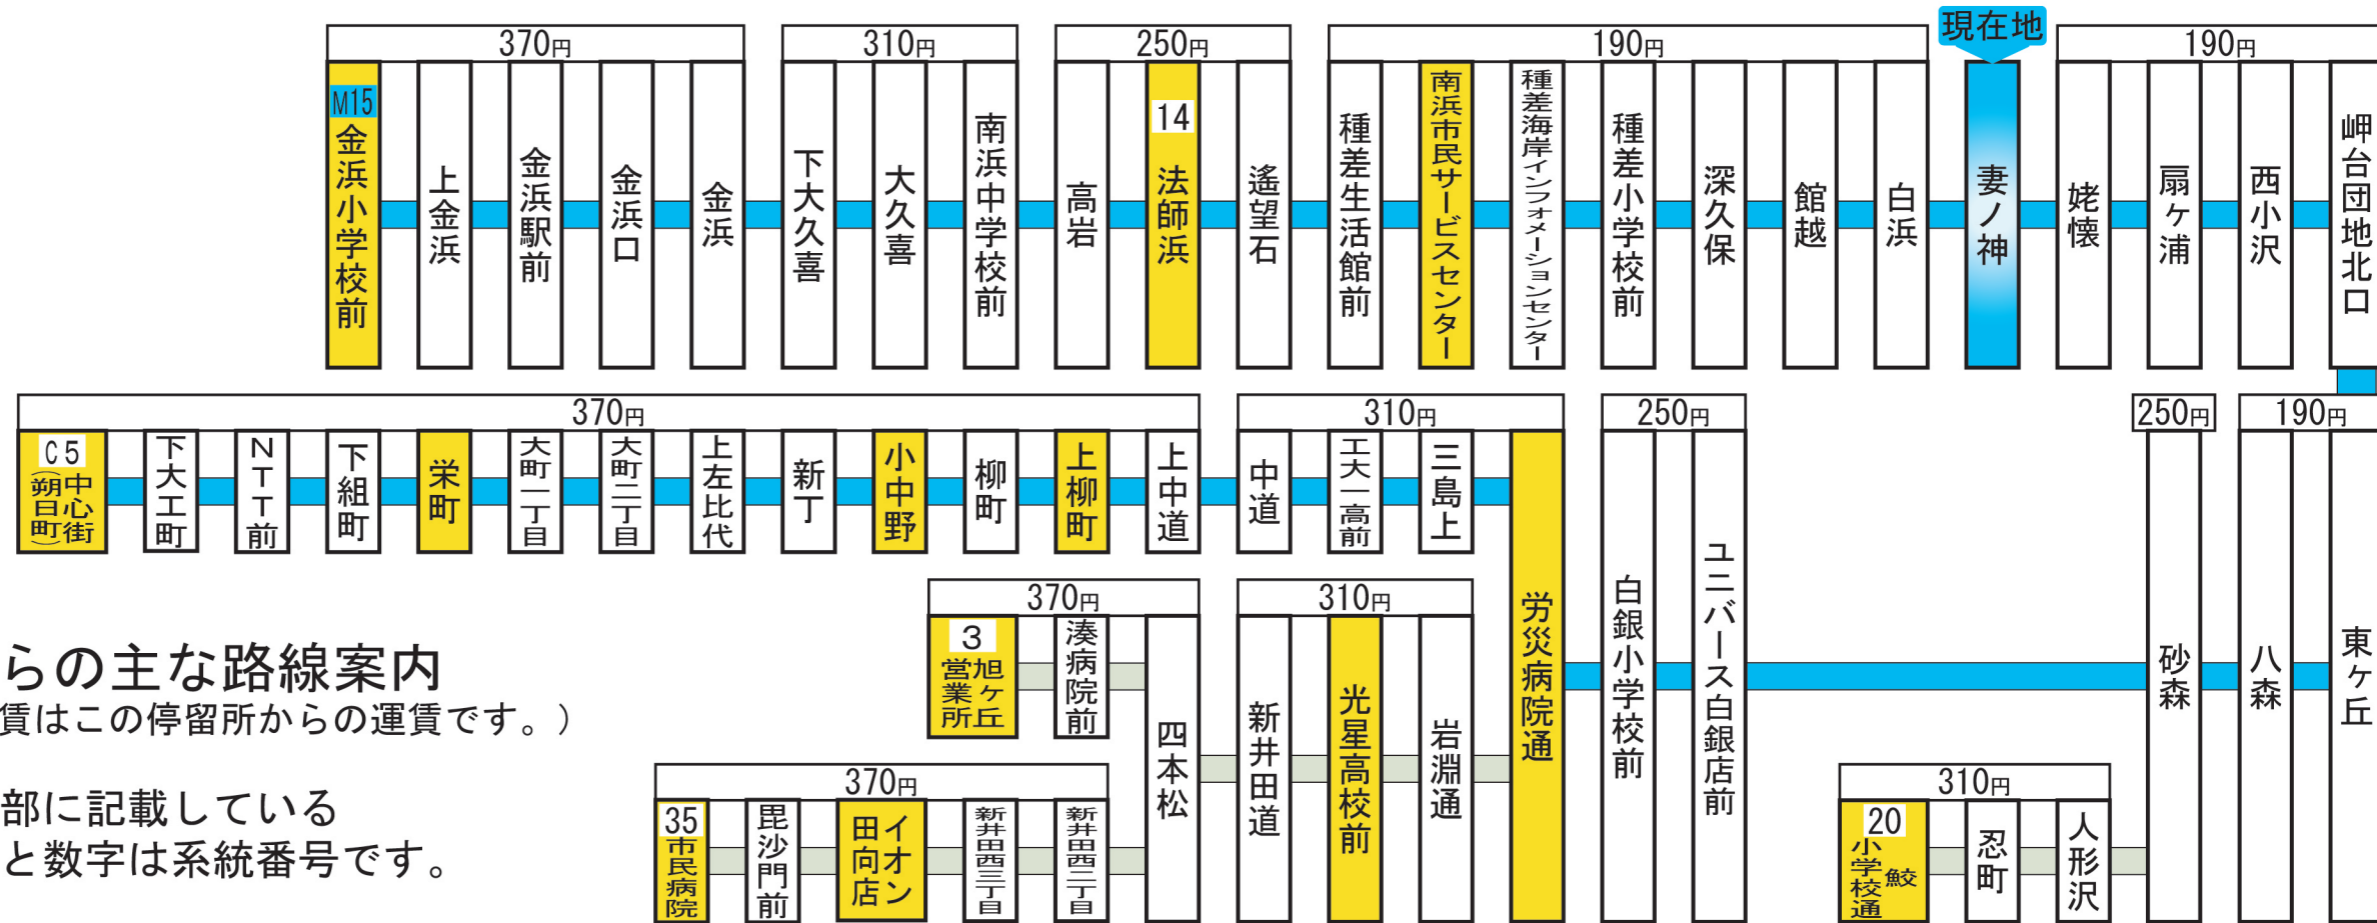 現在地
370円
310円
250円
190円
190円
M15 金浜小学校前
上金浜
金浜駅前
金浜口
金浜
下大久喜
大久喜
南浜中学校前
高岩
14 法師浜
遙望石
種差生活館前
南浜市民サービスセンター
種差海岸インフォメーションセンター
種差小学校前
深久保
館越
白浜
妻ノ神
姥懐
扇ヶ浦
西小沢
岬台団地北口
370円
310円
250円
250円
190円
C5 中心街(朔日町)
下大工町
NTT前
下組町
栄町
大町一丁目
大町二丁目
上左比代
新丁
小中野
柳町
上柳町
上中道
中道
工大一高前
三島上
労災病院通
白銀小学校前
ユニバース白銀店前
砂森
八森
東ヶ丘
370円
310円
3 旭ヶ丘営業所
湊病院前
四本松
新井田道
光星高校前
岩淵通
370円
35 市民病院
毘沙門前
イオン田向店
新井田西三丁目
新井田西二丁目
310円
20 鮫小学校通
忍町
人形沢
らの主な路線案内
賃はこの停留所からの運賃です。)
部に記載している
と数字は系統番号です。